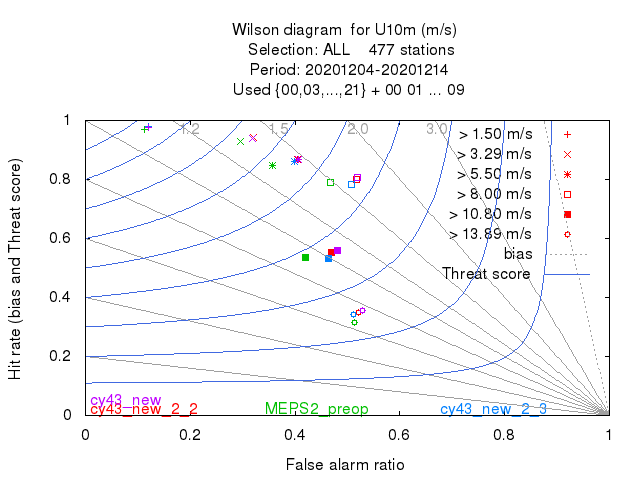 Wilson diagram  for U10m (m/s)
Selection: ALL    477 stations
Period: 20201204-20201214
Used {00,03,...,21} + 00 01 ... 09
1.2 1.5 2.0 3.0
> 1.50 m/s
> 3.29 m/s
> 5.50 m/s
> 8.00 m/s
> 10.80 m/s
> 13.89 m/s
bias
Threat score
Hit rate (bias and Threat score)
1
0.8
0.6
0.4
0.2
0
cy43_new
cy43_new_2_2 MEPS2_preop cy43_new_2_3
0 0.2 0.4 0.6 0.8 1
False alarm ratio